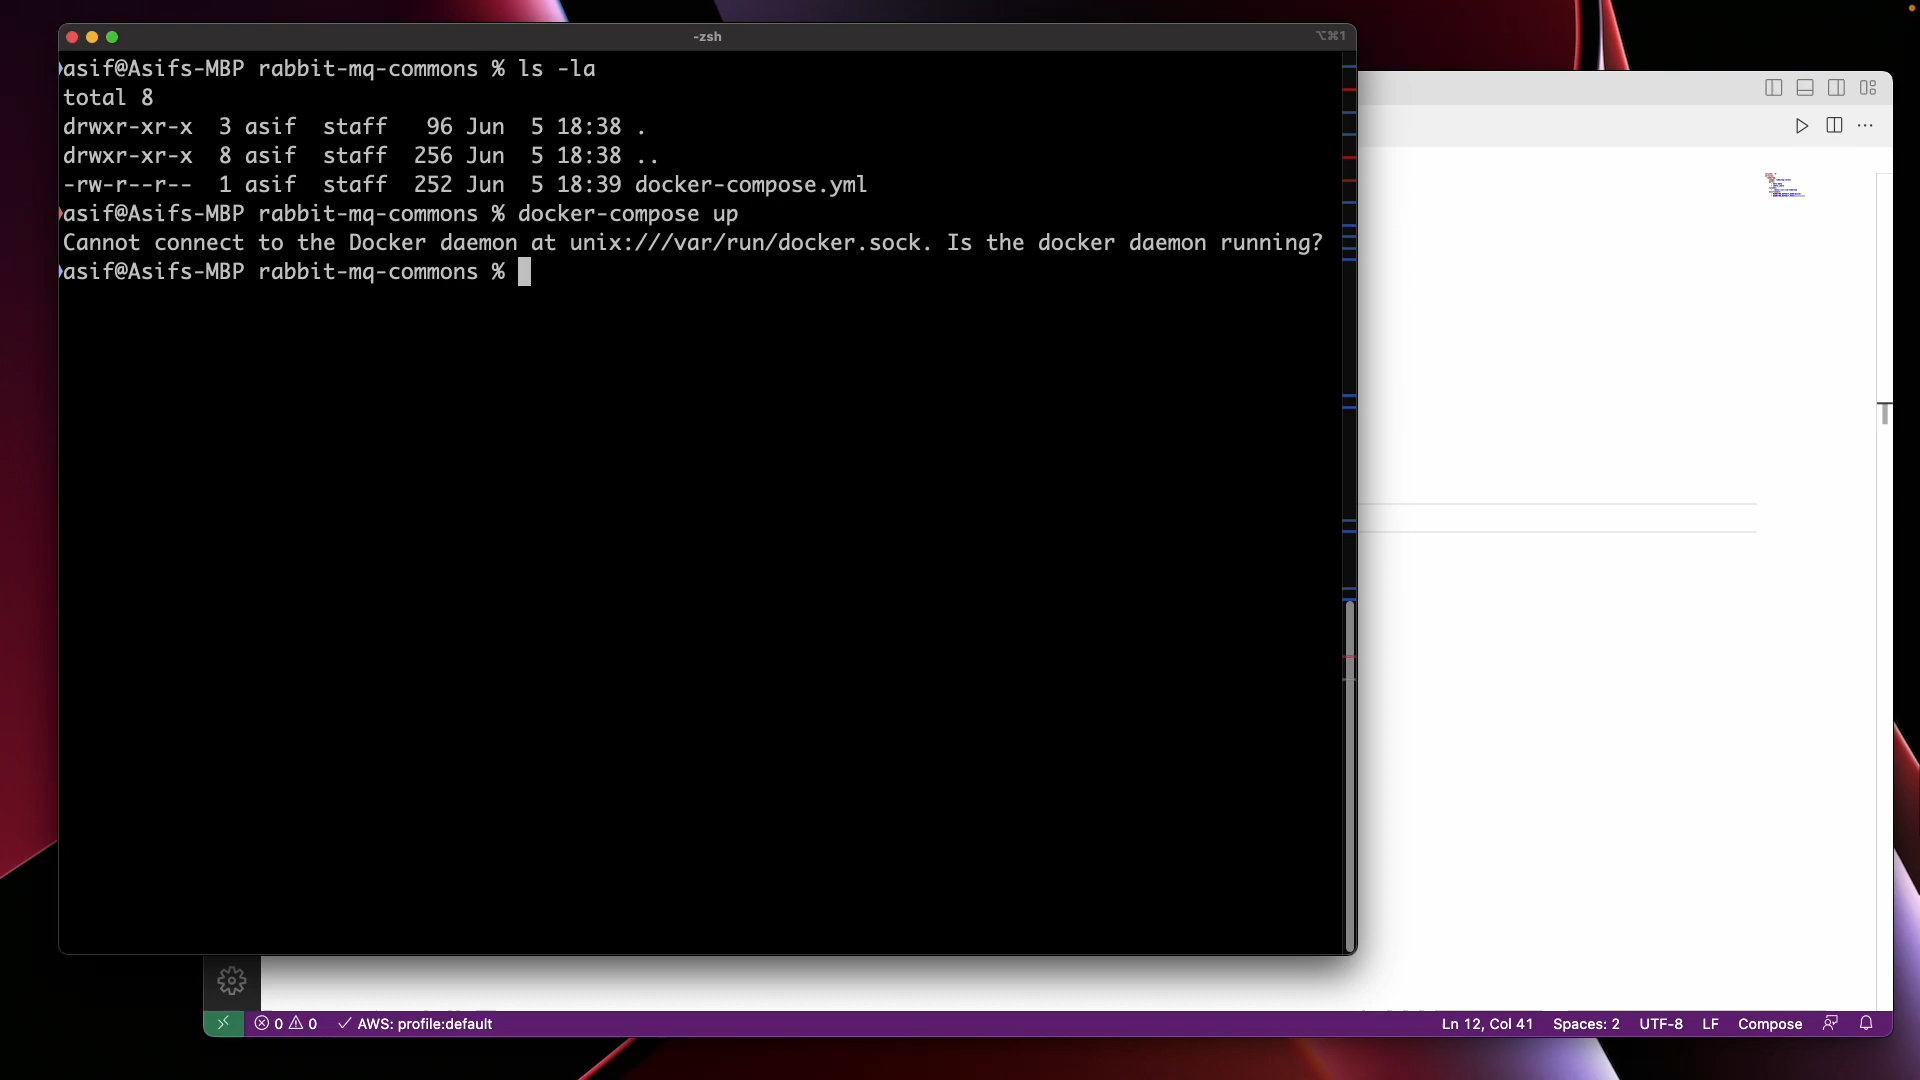 -zsh
⌥⌘1
asif@Asifs-MBP rabbit-mq-commons % ls -la
total 8
drwxr-xr-x  3 asif  staff   96 Jun  5 18:38 .
drwxr-xr-x  8 asif  staff  256 Jun  5 18:38 ..
-rw-r--r--  1 asif  staff  252 Jun  5 18:39 docker-compose.yml
asif@Asifs-MBP rabbit-mq-commons % docker-compose up
Cannot connect to the Docker daemon at unix:///var/run/docker.sock. Is the docker daemon running?
asif@Asifs-MBP rabbit-mq-commons %
0 0 AWS: profile:default Ln 12, Col 41 Spaces: 2 UTF-8 LF Compose